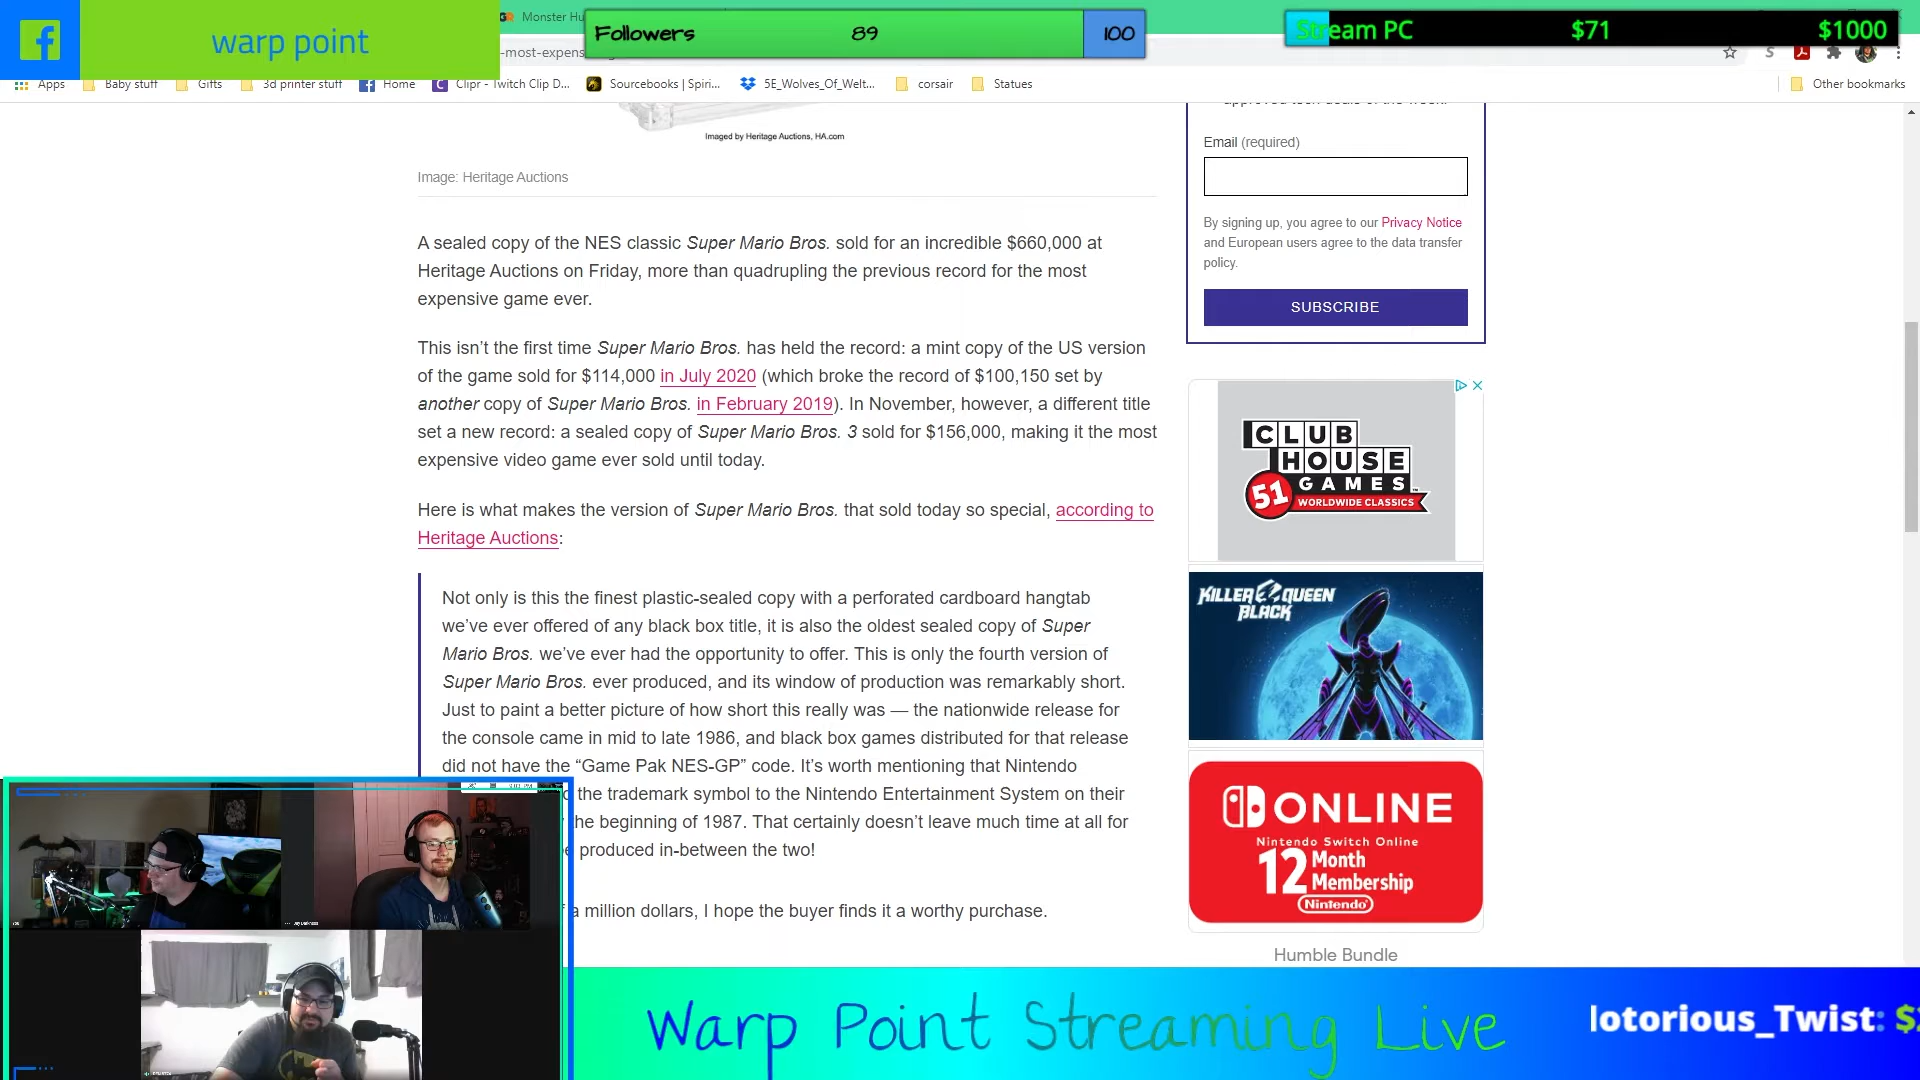 warp point
Monster Hu
Followers 89 100
Stream PC $71 $1000
-most-expens
Apps Baby stuff Gifts 3d printer stuff Home Clipr - Twitch Clip D... Sourcebooks | Spiri... 5E_Wolves_Of_Welt... corsair Statues Other bookmarks
Imaged by Heritage Auctions, HA.com
Image: Heritage Auctions
A sealed copy of the NES classic Super Mario Bros. sold for an incredible $660,000 at
Heritage Auctions on Friday, more than quadrupling the previous record for the most
expensive game ever.
This isn’t the first time Super Mario Bros. has held the record: a mint copy of the US version
of the game sold for $114,000 in July 2020 (which broke the record of $100,150 set by
another copy of Super Mario Bros. in February 2019). In November, however, a different title
set a new record: a sealed copy of Super Mario Bros. 3 sold for $156,000, making it the most
expensive video game ever sold until today.
Here is what makes the version of Super Mario Bros. that sold today so special, according to
Heritage Auctions:
Not only is this the finest plastic-sealed copy with a perforated cardboard hangtab
we’ve ever offered of any black box title, it is also the oldest sealed copy of Super
Mario Bros. we’ve ever had the opportunity to offer. This is only the fourth version of
Super Mario Bros. ever produced, and its window of production was remarkably short.
Just to paint a better picture of how short this really was — the nationwide release for
the console came in mid to late 1986, and black box games distributed for that release
did not have the “Game Pak NES-GP” code. It’s worth mentioning that Nintendo
the trademark symbol to the Nintendo Entertainment System on their
he beginning of 1987. That certainly doesn’t leave much time at all for
produced in-between the two!
a million dollars, I hope the buyer finds it a worthy purchase.
Email (required)
By signing up, you agree to our Privacy Notice
and European users agree to the data transfer
policy.
SUBSCRIBE
CLUB
HOUSE
51 GAMES
WORLDWIDE CLASSICS
KILLER QUEEN
BLACK
ONLINE
Nintendo Switch Online
12 Month
Membership
Nintendo
Humble Bundle
Warp Point Streaming Live
lotorious_Twist: $